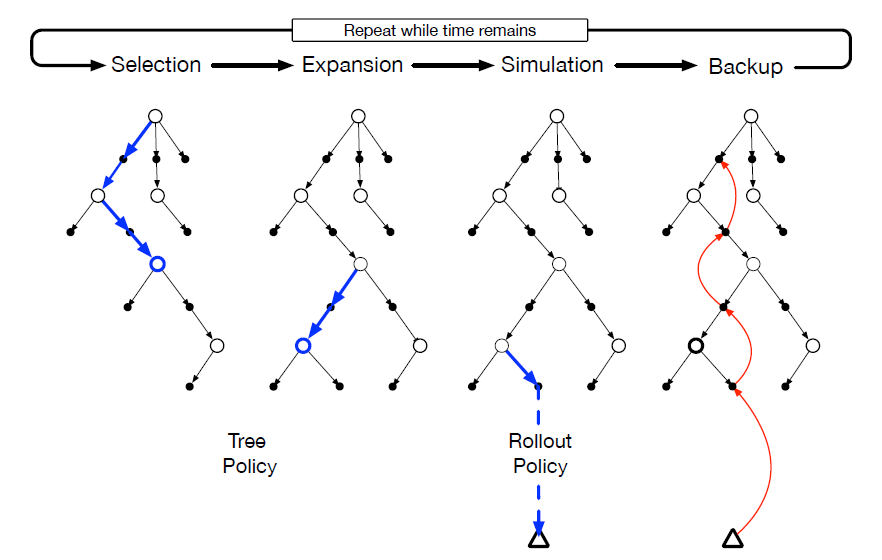 Repeat while time remains
Selection
Expansion
Simulation
Backup
Tree
Policy
Rollout
Policy